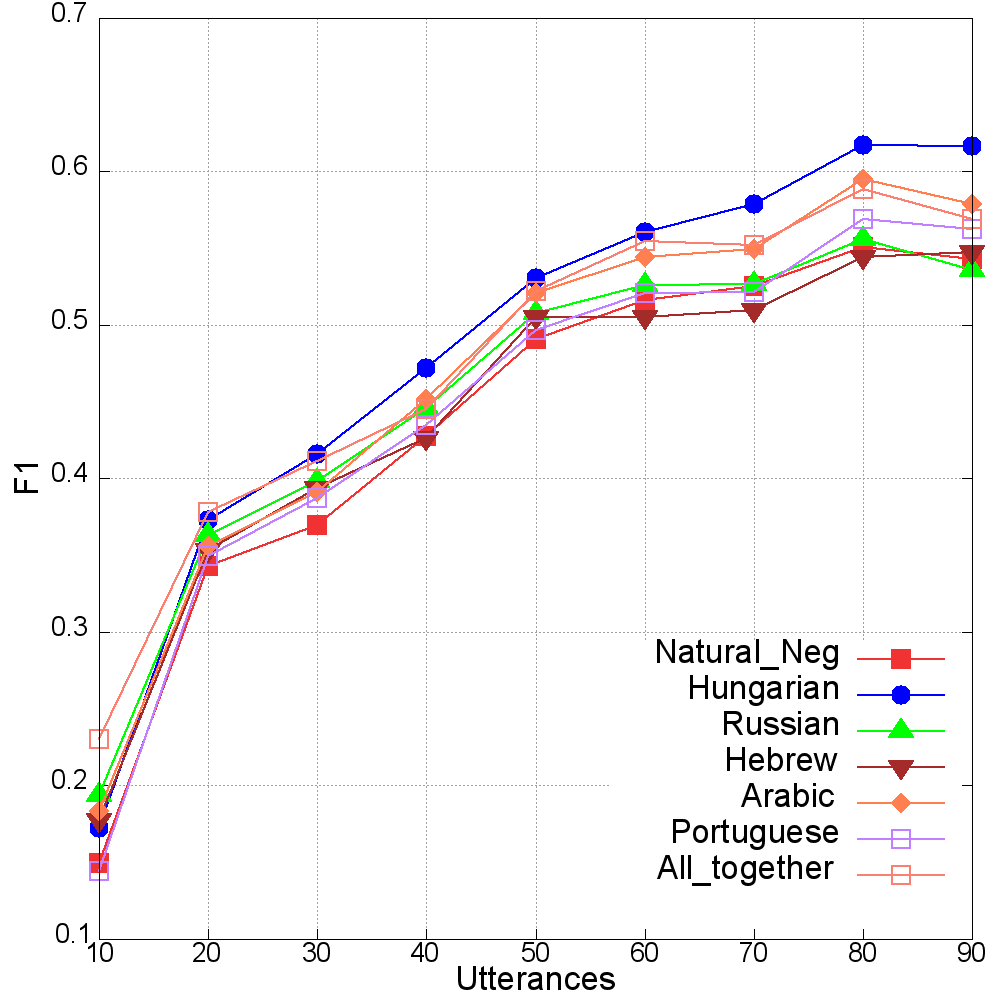 0.7
0.6
0.5
0.4
0.3
0.2
0.1
F1
Natural_Neg
Hungarian
Russian
Hebrew
Arabic
Portuguese
All_together
10 20 30 40 50 60 70 80 90
Utterances